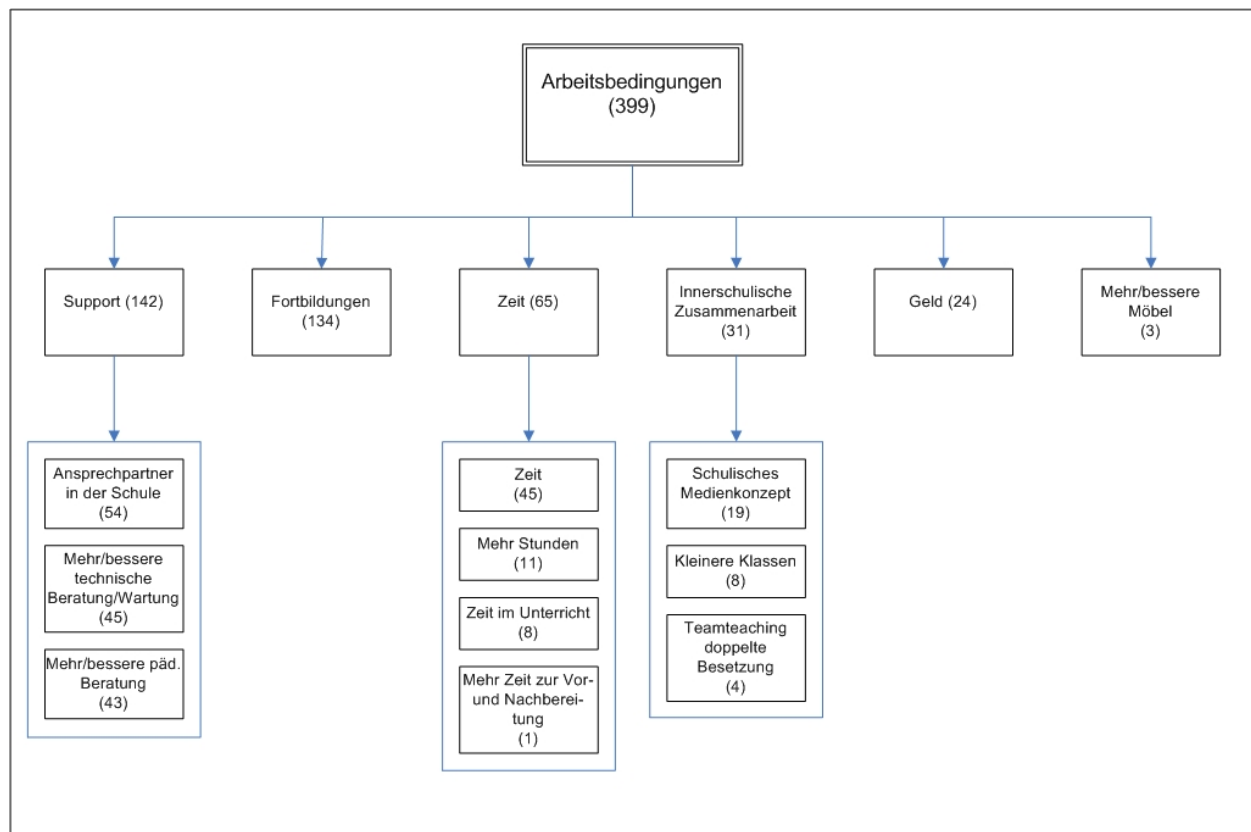 Arbeitsbedingungen
(399)
Support (142)
Fortbildungen
(134)
Zeit (65)
Innerschulische
Zusammenarbeit
(31)
Geld (24)
Mehr/bessere
Möbel
(3)
Ansprechpartner
in der Schule
(54)
Mehr/bessere
technische
Beratung/Wartung
(45)
Mehr/bessere päd.
Beratung
(43)
Zeit
(45)
Mehr Stunden
(11)
Zeit im Unterricht
(8)
Mehr Zeit zur Vor-
und Nachberei-
tung
(1)
Schulisches
Medienkonzept
(19)
Kleinere Klassen
(8)
Teamteaching
doppelte
Besetzung
(4)